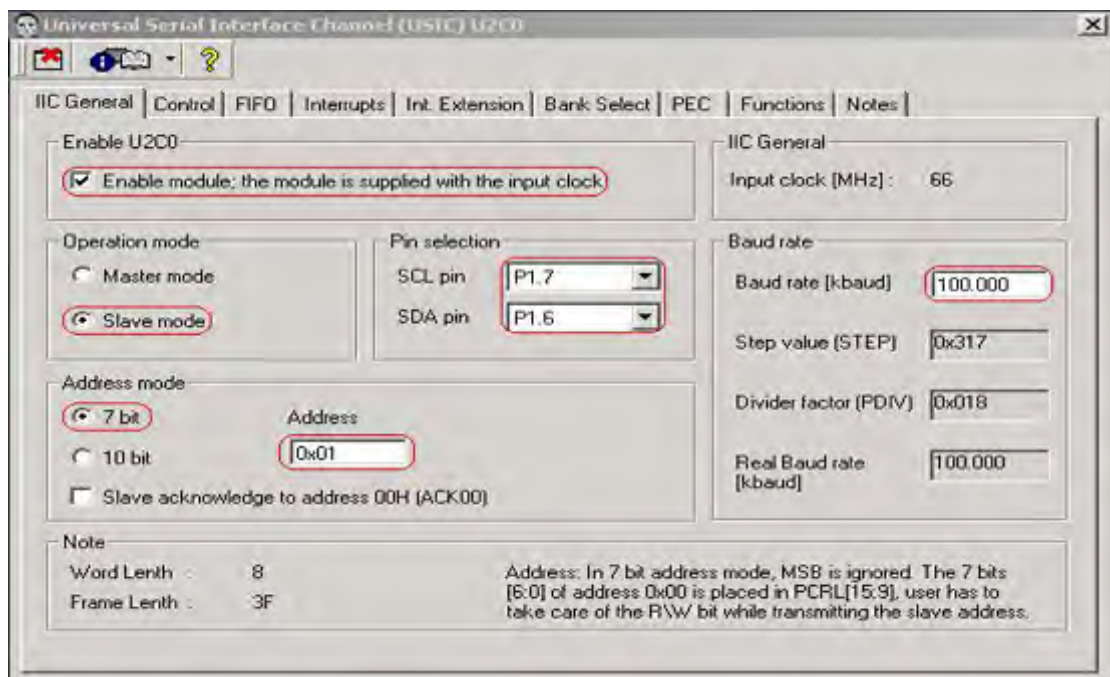 Universal Serial Interface Channel (USIC) U2C0
IIC General Control FIFO Interrupts Int. Extension Bank Select PEC Functions Notes
Enable U2C0
Enable module; the module is supplied with the input clock
IIC General
Input clock [MHz] : 66
Operation mode
Master mode
Slave mode
Pin selection
SCL pin P1.7
SDA pin P1.6
Baud rate
Baud rate [kbaud] 100.000
Step value (STEP) 0x317
Divider factor (PDIV) 0x018
Real Baud rate [kbaud] 100.000
Address mode
7 bit
10 bit
Address
0x01
Slave acknowledge to address 00H (ACK00)
Note
Word Lenth : 8
Frame Lenth : 3F
Address: In 7 bit address mode, MSB is ignored. The 7 bits
[6:0] of address 0x00 is placed in PCRL[15:9], user has to
take care of the R\W bit while transmitting the slave address.